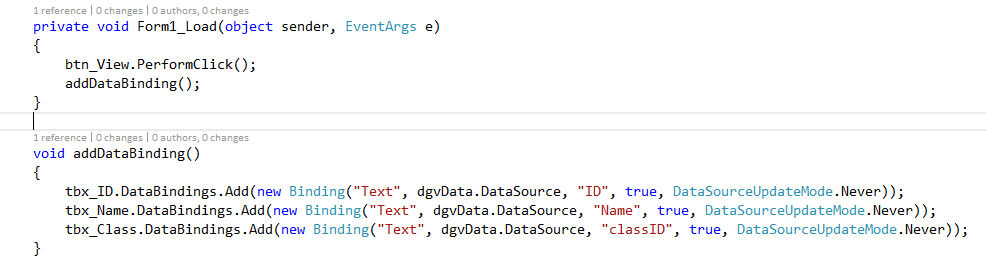 1 reference | 0 changes | 0 authors, 0 changes
private void Form1_Load(object sender, EventArgs e)
{
    btn_View.PerformClick();
    addDataBinding();
}
1 reference | 0 changes | 0 authors, 0 changes
void addDataBinding()
{
    tbx_ID.DataBindings.Add(new Binding("Text", dgvData.DataSource, "ID", true, DataSourceUpdateMode.Never));
    tbx_Name.DataBindings.Add(new Binding("Text", dgvData.DataSource, "Name", true, DataSourceUpdateMode.Never));
    tbx_Class.DataBindings.Add(new Binding("Text", dgvData.DataSource, "classID", true, DataSourceUpdateMode.Never));
}